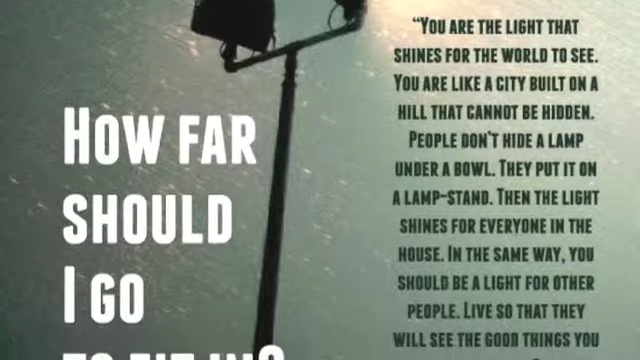 How far
should
I go
to fit in?
“You are the light that
shines for the world to see.
You are like a city built on a
hill that cannot be hidden.
People don't hide a lamp
under a bowl. They put it on
a lamp-stand. Then the light
shines for everyone in the
house. In the same way, you
should be a light for other
people. Live so that they
will see the good things you